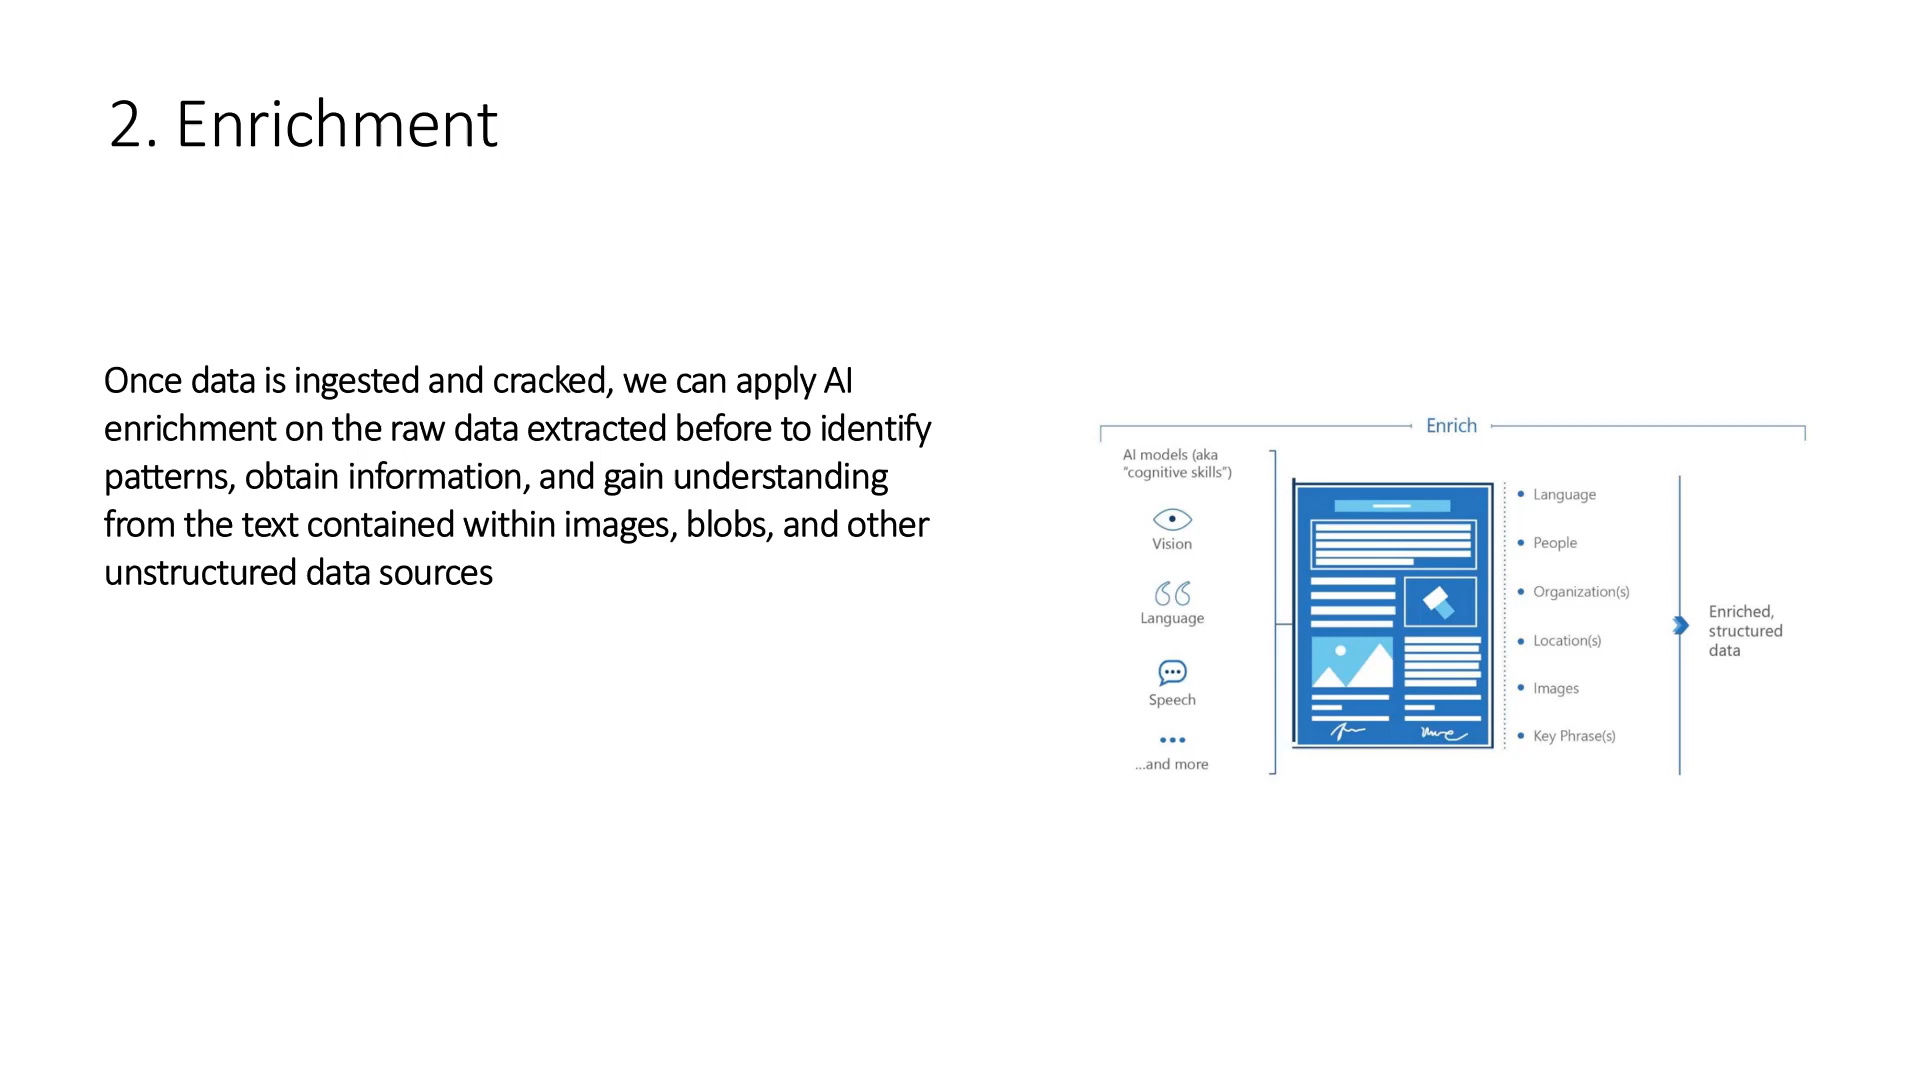 2. Enrichment
Once data is ingested and cracked, we can apply AI
enrichment on the raw data extracted before to identify
patterns, obtain information, and gain understanding
from the text contained within images, blobs, and other
unstructured data sources
Enrich
AI models (aka
"cognitive skills")
Vision
Language
Speech
...and more
Language
People
Organization(s)
Location(s)
Images
Key Phrase(s)
Enriched,
structured
data